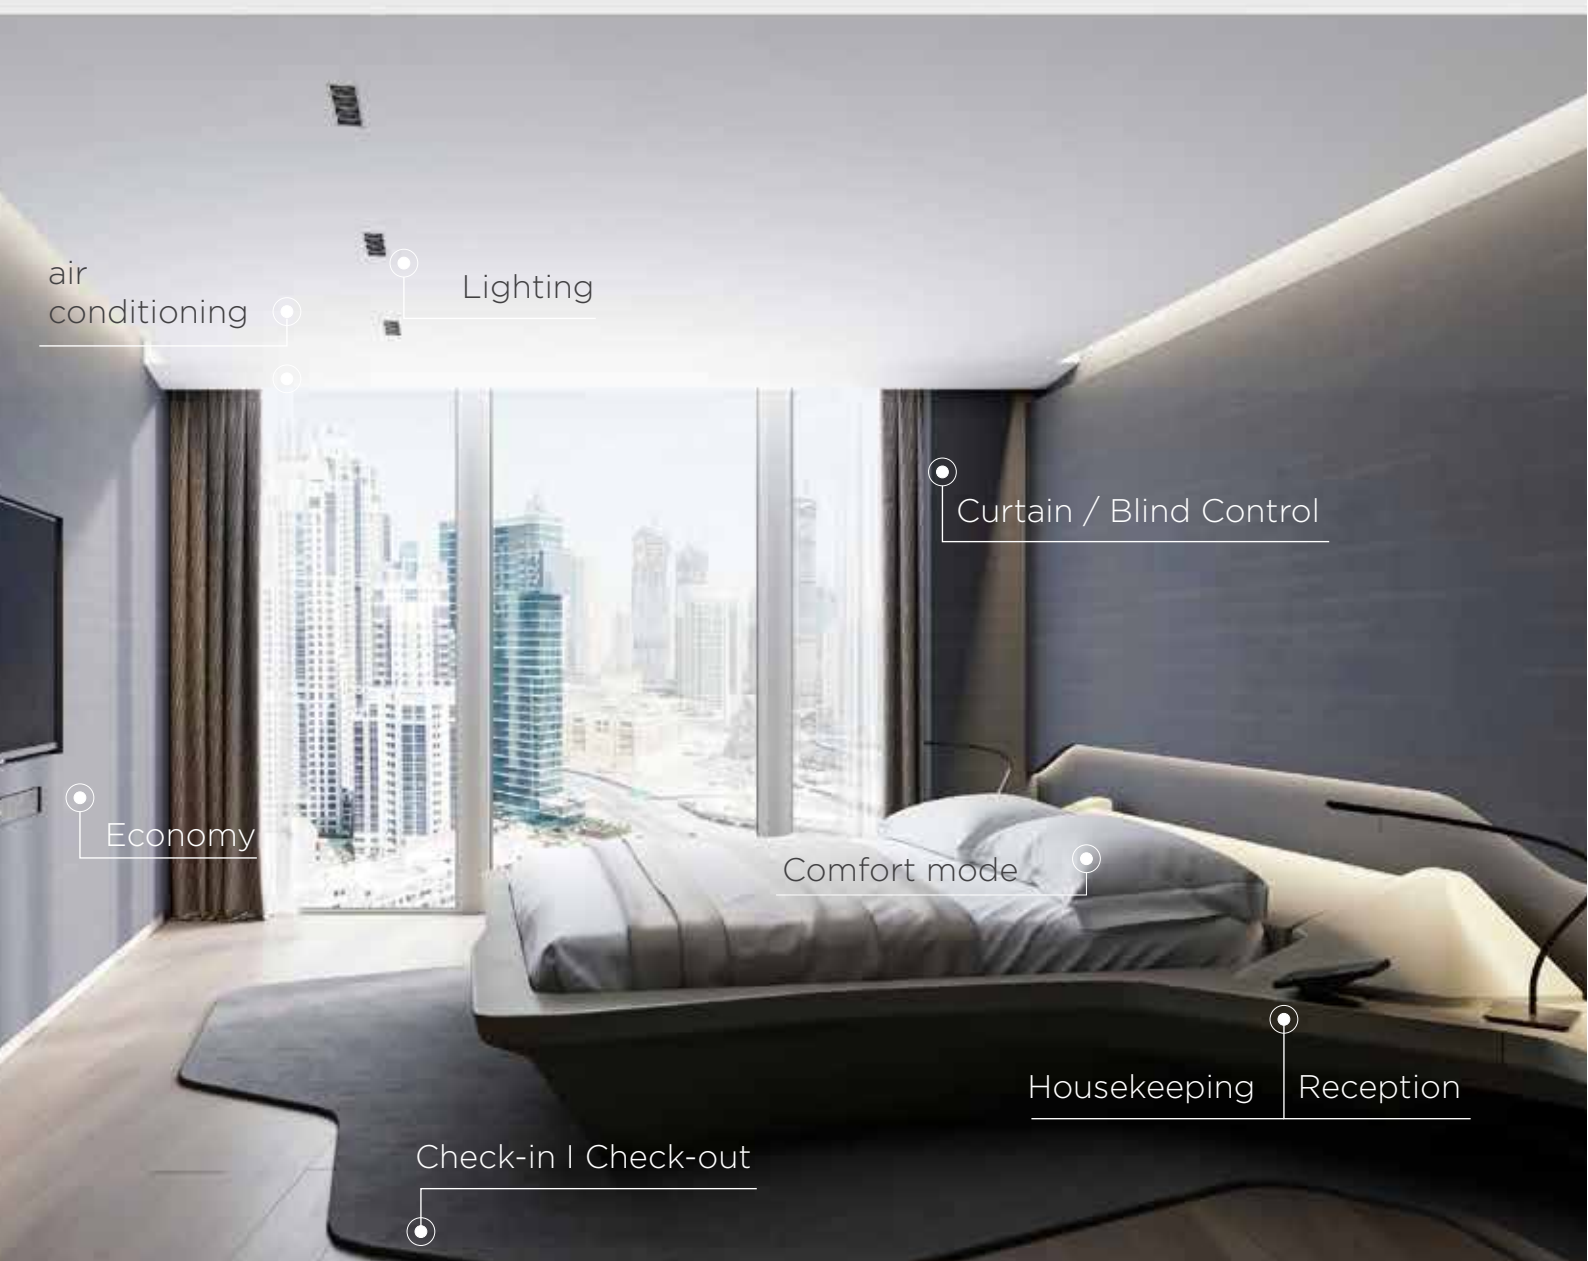 air
conditioning
Lighting
Curtain / Blind Control
Economy
Comfort mode
Housekeeping
Reception
Check-in I Check-out